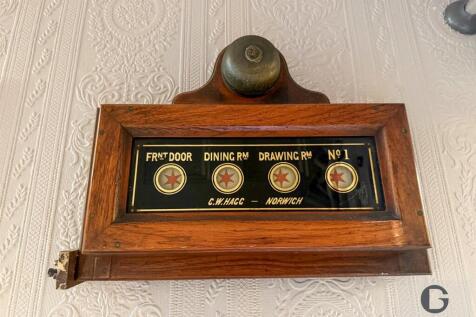 FRNT DOOR DINING RM DRAWING RM No 1
C.W.HAGG — NORWICH
G